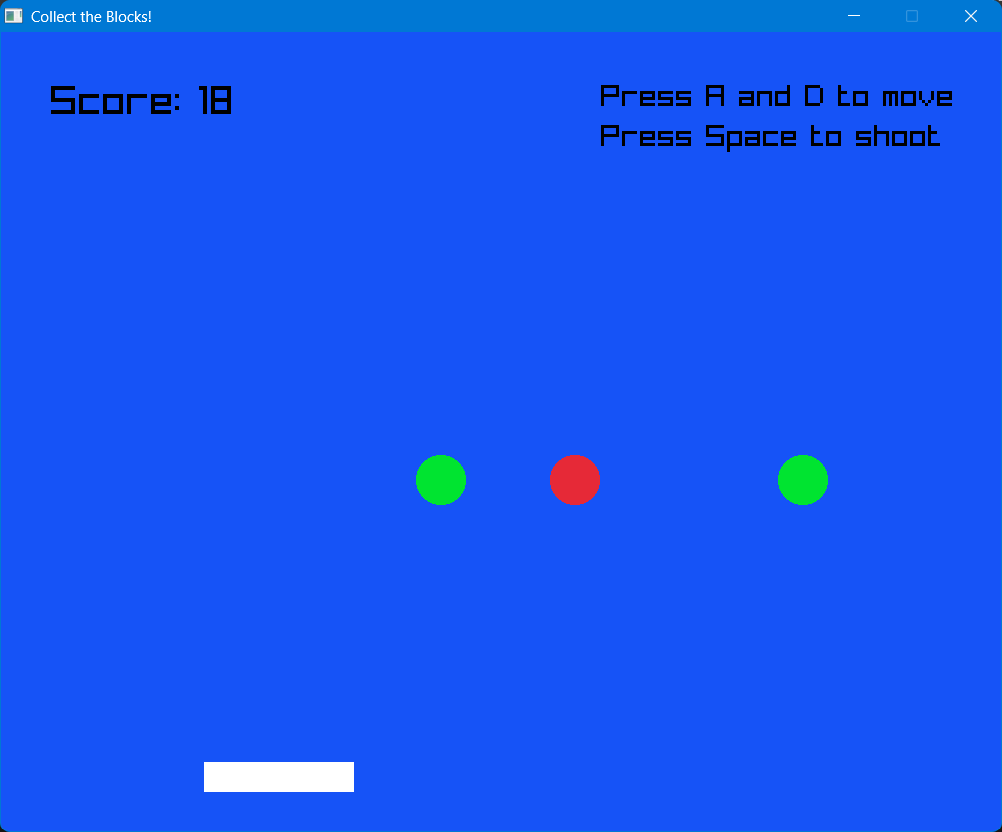 Collect the Blocks!
Score: 18
Press A and D to move
Press Space to shoot